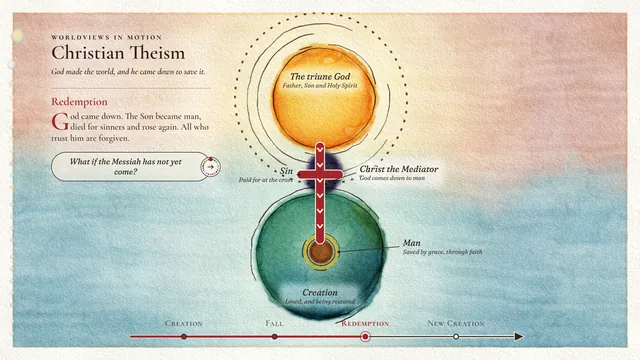 WORLDVIEWS IN MOTION
Christian Theism
God made the world, and he came down to save it.
Redemption
God came down. The Son became man,
died for sinners and rose again. All who
trust him are forgiven.
What if the Messiah has not yet
come?
The triune God
Father, Son and Holy Spirit
Sin
Paid for at the cross
Christ the Mediator
God comes down to man
Man
Saved by grace, through faith
Creation
Loved, and being restored
CREATION
FALL
REDEMPTION
NEW CREATION